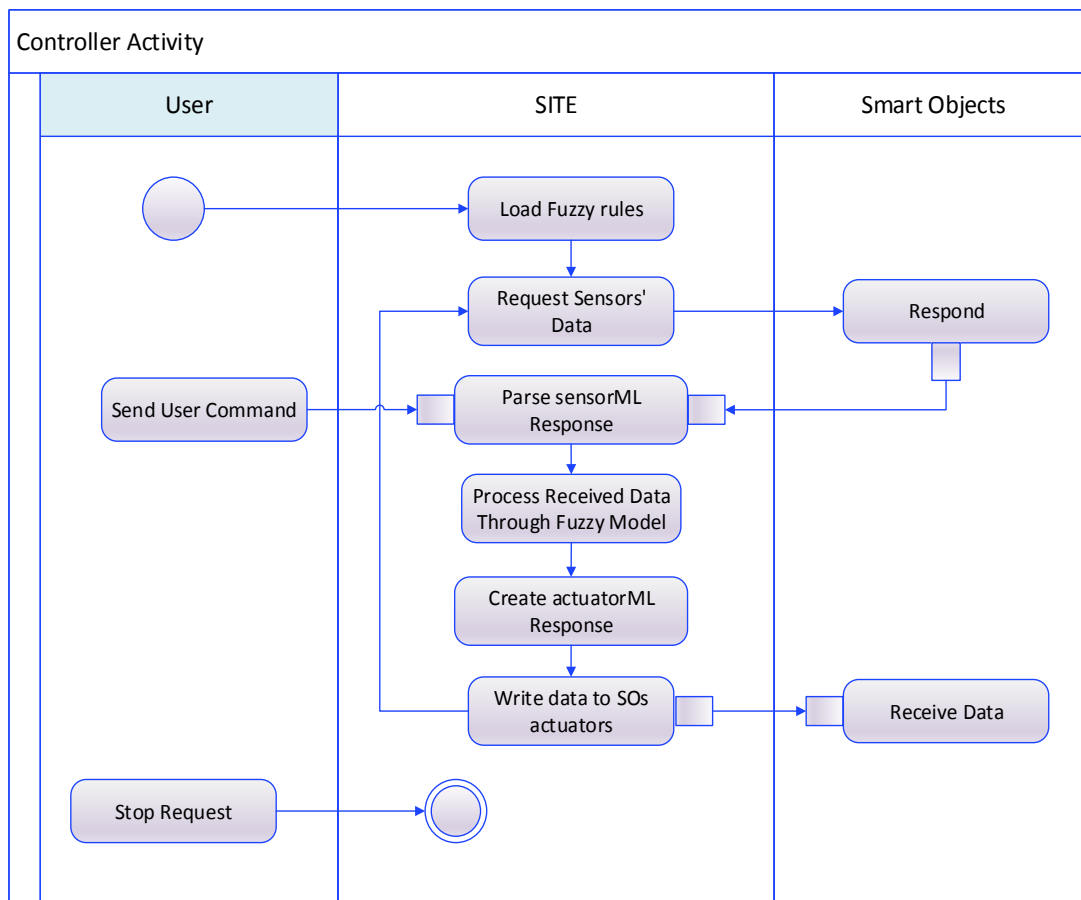 Controller Activity
User
SITE
Smart Objects
Load Fuzzy rules
Request Sensors'
Data
Respond
Send User Command
Parse sensorML
Response
Process Received Data
Through Fuzzy Model
Create actuatorML
Response
Write data to SOs
actuators
Receive Data
Stop Request